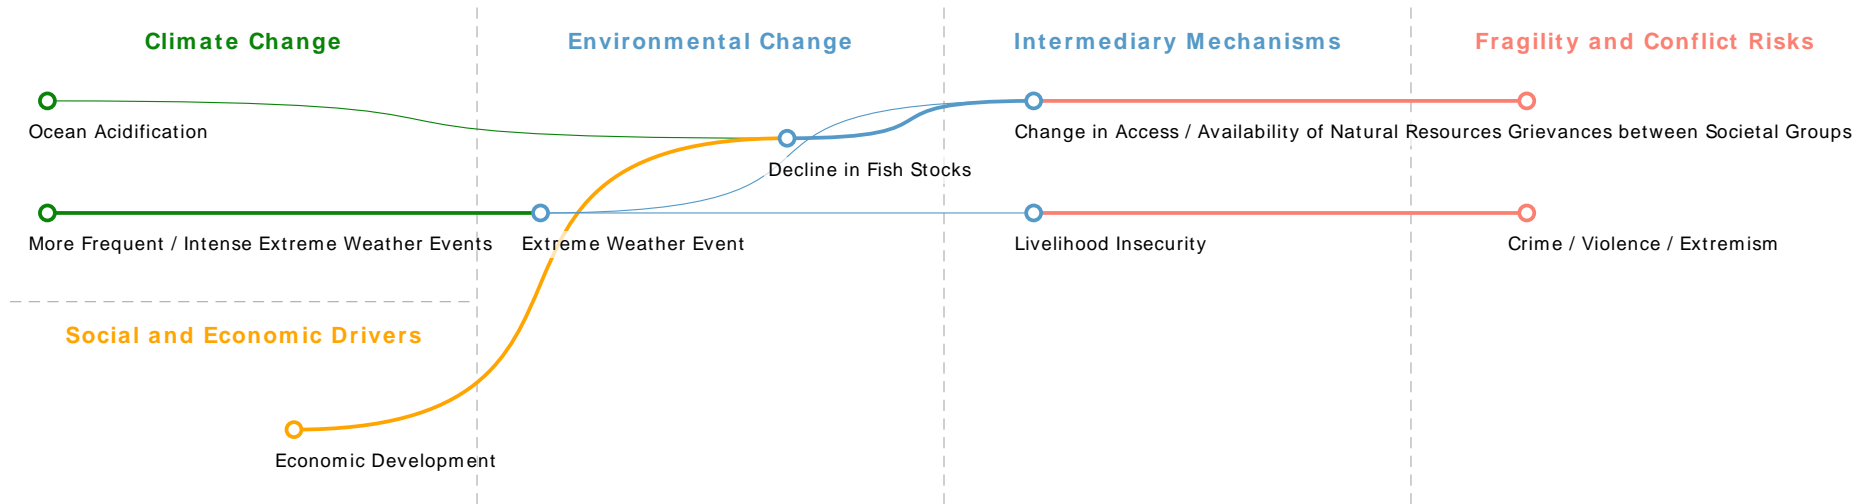 Climate Change
Environmental Change
Intermediary Mechanisms
Fragility and Conflict Risks
Ocean Acidification
Change in Access / Availability of Natural Resources
Grievances between Societal Groups
Decline in Fish Stocks
More Frequent / Intense Extreme Weather Events
Extreme Weather Event
Livelihood Insecurity
Crime / Violence / Extremism
Social and Economic Drivers
Economic Development